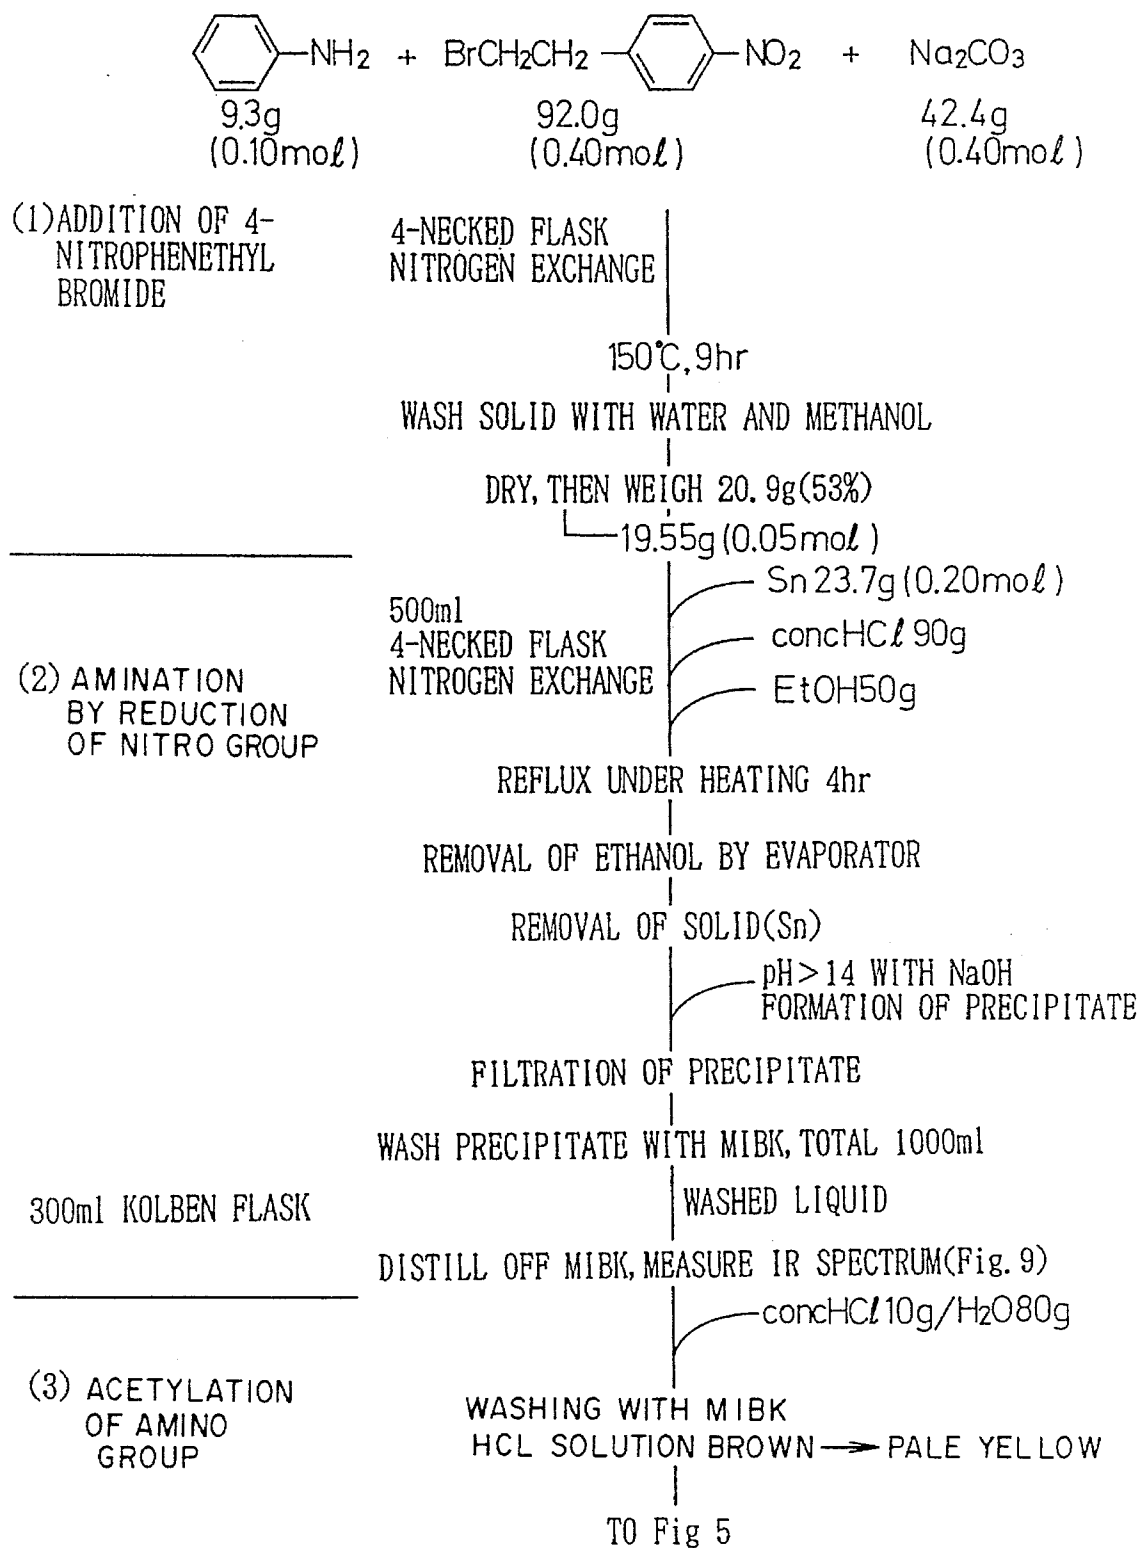 NH2 + BrCH2CH2 NO2 + Na2CO3
9.3g 92.0g 42.4g
(0.10mol) (0.40mol) (0.40mol)
(1)ADDITION OF 4-
NITROPHENETHYL
BROMIDE
4-NECKED FLASK
NITROGEN EXCHANGE
150℃,9hr
WASH SOLID WITH WATER AND METHANOL
DRY, THEN WEIGH 20.9g(53%)
19.55g(0.05mol)
Sn23.7g(0.20mol)
500ml
4-NECKED FLASK
NITROGEN EXCHANGE
concHCl 90g
EtOH50g
(2) AMINATION
BY REDUCTION
OF NITRO GROUP
REFLUX UNDER HEATING 4hr
REMOVAL OF ETHANOL BY EVAPORATOR
REMOVAL OF SOLID(Sn)
pH>14 WITH NaOH
FORMATION OF PRECIPITATE
FILTRATION OF PRECIPITATE
WASH PRECIPITATE WITH MIBK, TOTAL 1000ml
300ml KOLBEN FLASK
WASHED LIQUID
DISTILL OFF MIBK, MEASURE IR SPECTRUM(Fig.9)
concHCl10g/H2O80g
(3) ACETYLATION
OF AMINO
GROUP
WASHING WITH MIBK
HCL SOLUTION BROWN → PALE YELLOW
TO Fig 5